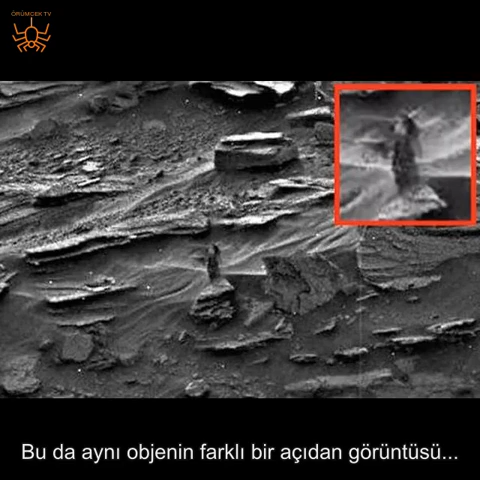 ÖRÜMCEK TV
Bu da aynı objenin farklı bir açıdan görüntüsü...